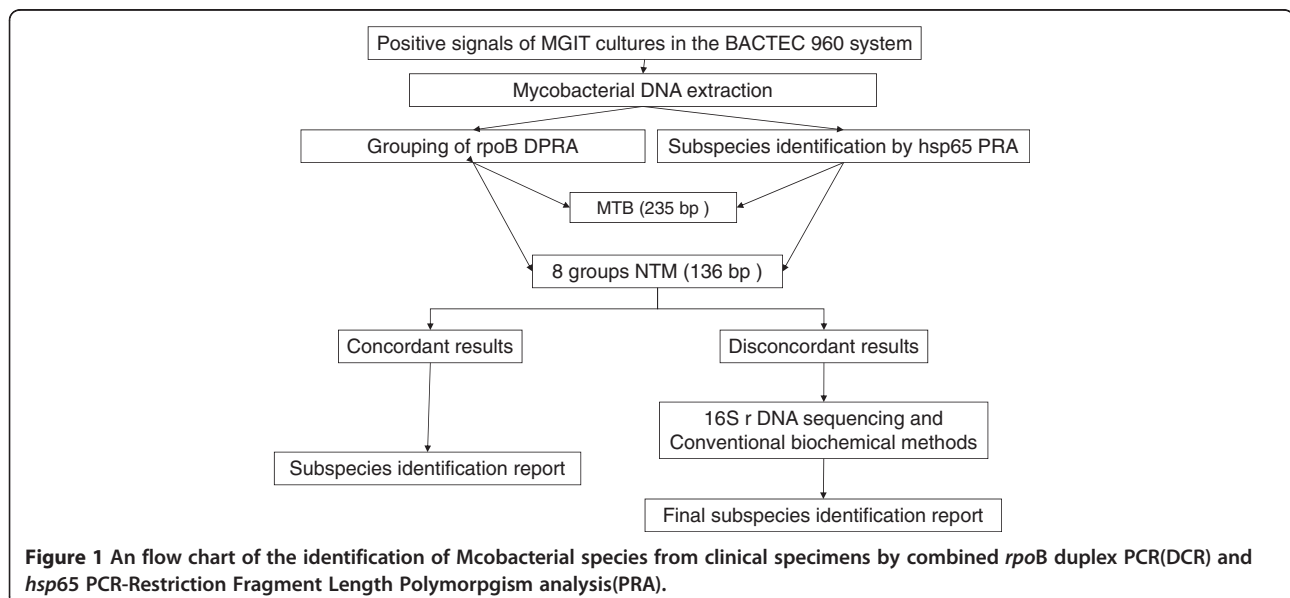 Positive signals of MGIT cultures in the BACTEC 960 system
Mycobacterial DNA extraction
Grouping of rpoB DPRA
Subspecies identification by hsp65 PRA
MTB (235 bp )
8 groups NTM (136 bp )
Concordant results
Disconcordant results
16S r DNA sequencing and
Conventional biochemical methods
Subspecies identification report
Final subspecies identification report
Figure 1 An flow chart of the identification of Mcobacterial species from clinical specimens by combined rpoB duplex PCR(DCR) and
hsp65 PCR-Restriction Fragment Length Polymorpgism analysis(PRA).